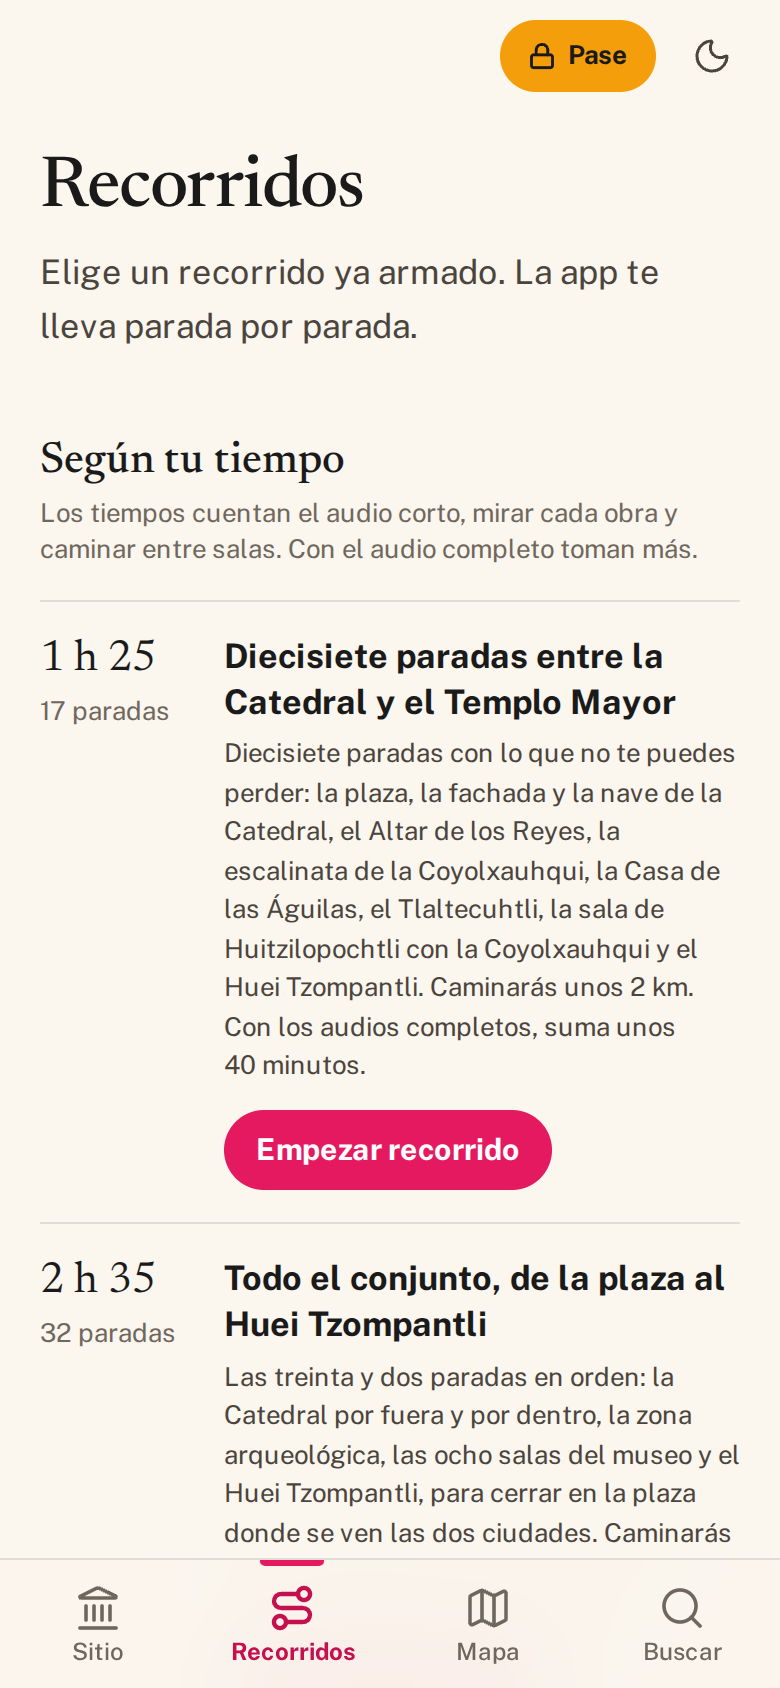 Pase
Recorridos
Elige un recorrido ya armado. La app te
lleva parada por parada.
Según tu tiempo
Los tiempos cuentan el audio corto, mirar cada obra y
caminar entre salas. Con el audio completo toman más.
1 h 25
17 paradas
Diecisiete paradas entre la
Catedral y el Templo Mayor
Diecisiete paradas con lo que no te puedes
perder: la plaza, la fachada y la nave de la
Catedral, el Altar de los Reyes, la
escalinata de la Coyolxauhqui, la Casa de
las Águilas, el Tlaltecuhtli, la sala de
Huitzilopochtli con la Coyolxauhqui y el
Huei Tzompantli. Caminarás unos 2 km.
Con los audios completos, suma unos
40 minutos.
Empezar recorrido
2 h 35
32 paradas
Todo el conjunto, de la plaza al
Huei Tzompantli
Las treinta y dos paradas en orden: la
Catedral por fuera y por dentro, la zona
arqueológica, las ocho salas del museo y el
Huei Tzompantli, para cerrar en la plaza
donde se ven las dos ciudades. Caminarás
Sitio
Recorridos
Mapa
Buscar